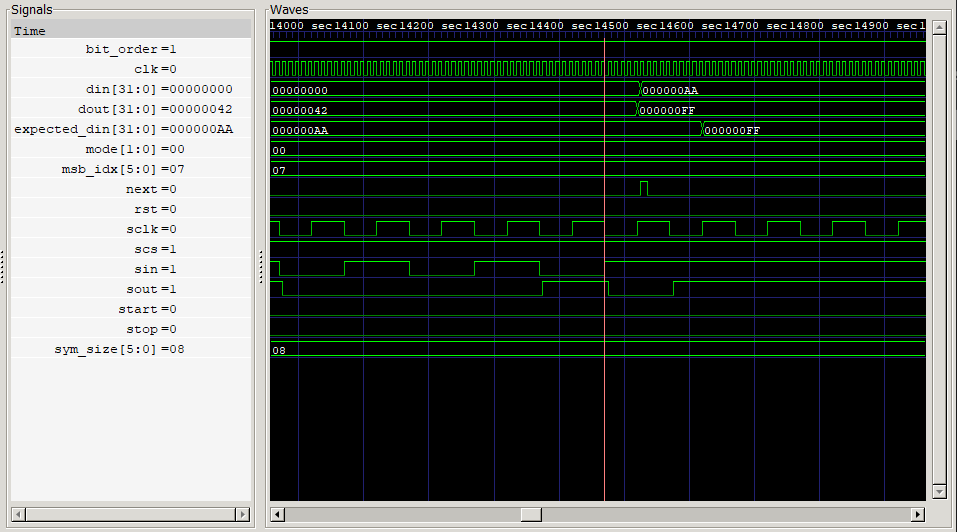 Signals
Waves
Time
bit_order=1
clk=0
din[31:0]=00000000
dout[31:0]=00000042
expected_din[31:0]=000000AA
mode[1:0]=00
msb_idx[5:0]=07
next=0
rst=0
sclk=0
scs=1
sin=1
sout=1
start=0
stop=0
sym_size[5:0]=08
14000 sec14100 sec14200 sec14300 sec14400 sec14500 sec14600 sec14700 sec14800 sec14900 sec1
00000000 000000AA
00000042 000000FF
000000AA 000000FF
00
07
08